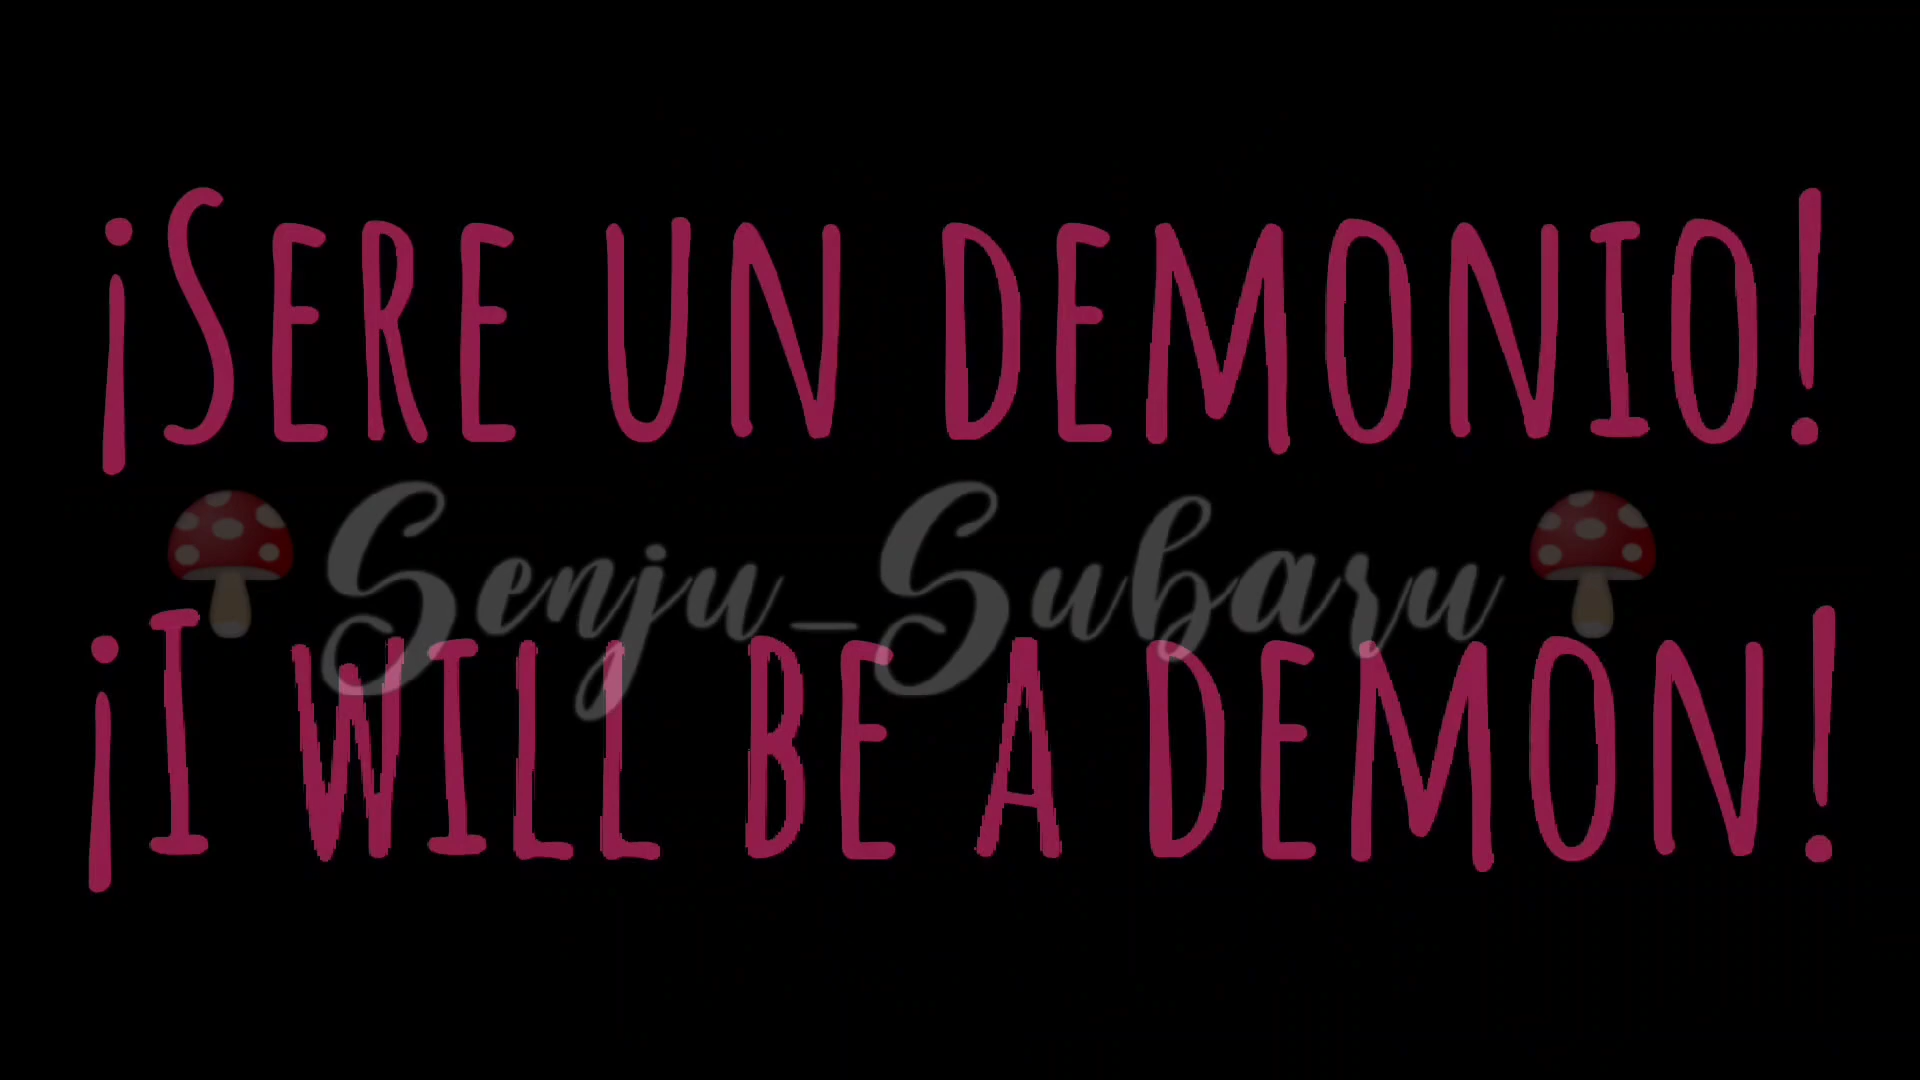 ¡Sere un demonio!
🍄Senju_Subaru🍄
¡I will be a demon!